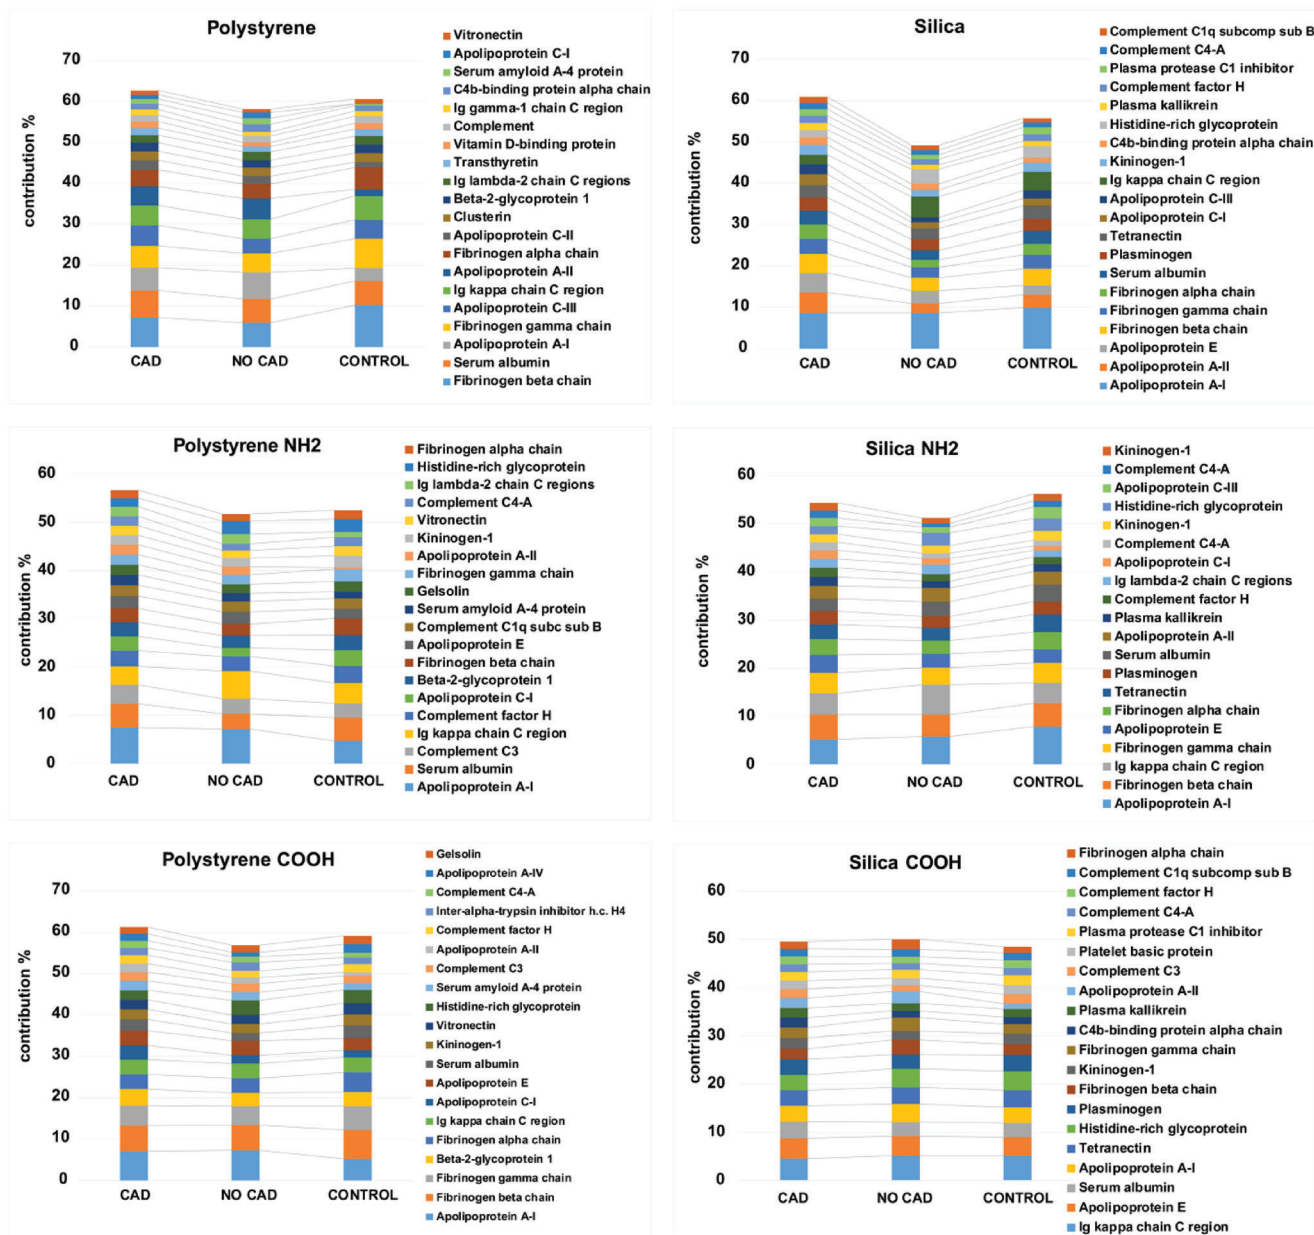 Polystyrene
contribution %
70
60
50
40
30
20
10
0
CAD
NO CAD
CONTROL
Vitronectin
Apolipoprotein C-I
Serum amyloid A-4 protein
C4b-binding protein alpha chain
Ig gamma-1 chain C region
Complement
Vitamin D-binding protein
Transthyretin
Ig lambda-2 chain C regions
Beta-2-glycoprotein 1
Clusterin
Apolipoprotein C-II
Fibrinogen alpha chain
Apolipoprotein A-II
Ig kappa chain C region
Apolipoprotein C-III
Fibrinogen gamma chain
Apolipoprotein A-I
Serum albumin
Fibrinogen beta chain
Silica
contribution %
70
60
50
40
30
20
10
0
CAD
NO CAD
CONTROL
Complement C1q subcomp sub B
Complement C4-A
Plasma protease C1 inhibitor
Complement factor H
Plasma kallikrein
Histidine-rich glycoprotein
C4b-binding protein alpha chain
Kininogen-1
Ig kappa chain C region
Apolipoprotein C-III
Apolipoprotein C-I
Tetranectin
Plasminogen
Serum albumin
Fibrinogen alpha chain
Fibrinogen gamma chain
Fibrinogen beta chain
Apolipoprotein E
Apolipoprotein A-II
Apolipoprotein A-I
Polystyrene NH2
contribution %
60
50
40
30
20
10
0
CAD
NO CAD
CONTROL
Fibrinogen alpha chain
Histidine-rich glycoprotein
Ig lambda-2 chain C regions
Complement C4-A
Vitronectin
Kininogen-1
Apolipoprotein A-II
Fibrinogen gamma chain
Gelsolin
Serum amyloid A-4 protein
Complement C1q subc sub B
Apolipoprotein E
Fibrinogen beta chain
Beta-2-glycoprotein 1
Apolipoprotein C-I
Complement factor H
Ig kappa chain C region
Complement C3
Serum albumin
Apolipoprotein A-I
Silica NH2
contribution %
60
50
40
30
20
10
0
CAD
NO CAD
CONTROL
Kininogen-1
Complement C4-A
Apolipoprotein C-III
Histidine-rich glycoprotein
Kininogen-1
Complement C4-A
Apolipoprotein C-I
Ig lambda-2 chain C regions
Complement factor H
Plasma kallikrein
Apolipoprotein A-II
Serum albumin
Plasminogen
Tetranectin
Fibrinogen alpha chain
Apolipoprotein E
Fibrinogen gamma chain
Ig kappa chain C region
Fibrinogen beta chain
Apolipoprotein A-I
Polystyrene COOH
contribution %
70
60
50
40
30
20
10
0
CAD
NO CAD
CONTROL
Gelsolin
Apolipoprotein A-IV
Complement C4-A
Inter-alpha-trypsin inhibitor h.c. H4
Complement factor H
Apolipoprotein A-II
Complement C3
Serum amyloid A-4 protein
Histidine-rich glycoprotein
Vitronectin
Kininogen-1
Serum albumin
Apolipoprotein E
Apolipoprotein C-I
Ig kappa chain C region
Fibrinogen alpha chain
Beta-2-glycoprotein 1
Fibrinogen gamma chain
Fibrinogen beta chain
Apolipoprotein A-I
Silica COOH
contribution %
60
50
40
30
20
10
0
CAD
NO CAD
CONTROL
Fibrinogen alpha chain
Complement C1q subcomp sub B
Complement factor H
Complement C4-A
Plasma protease C1 inhibitor
Platelet basic protein
Complement C3
Apolipoprotein A-II
Plasma kallikrein
C4b-binding protein alpha chain
Fibrinogen gamma chain
Kininogen-1
Fibrinogen beta chain
Plasminogen
Histidine-rich glycoprotein
Tetranectin
Apolipoprotein A-I
Serum albumin
Apolipoprotein E
Ig kappa chain C region